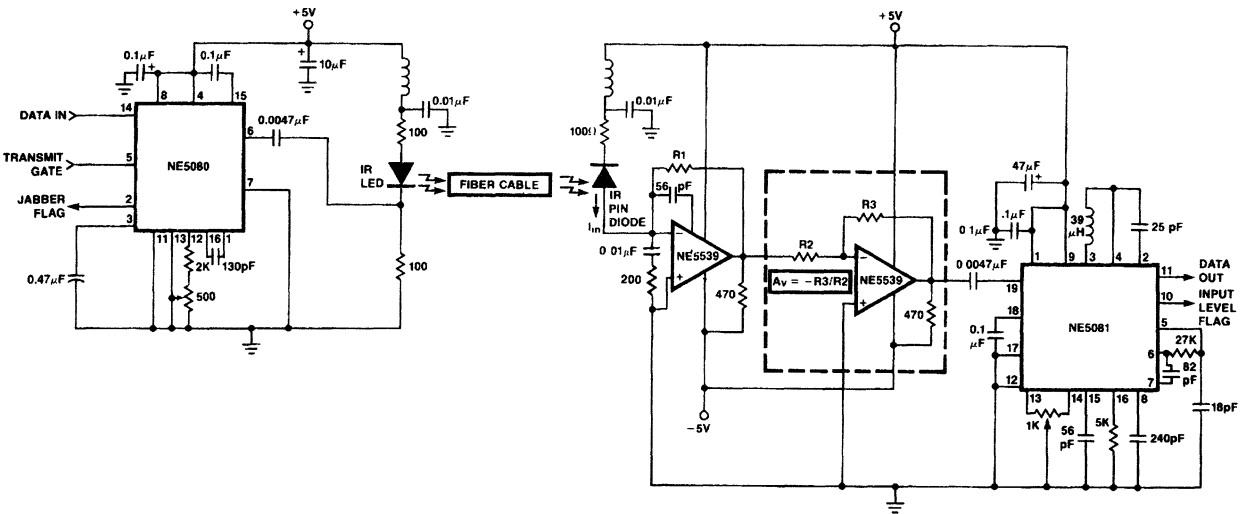 +5V
0.1µF
+
0.1µF
+
10µF
8
4
15
DATA IN
14
6
0.0047µF
0.01µF
100
TRANSMIT
GATE
5
NE5080
7
IR
LED
JABBER
FLAG
2
3
11
13
12
16
1
2K
130pF
0.47µF
500
100
FIBER CABLE
+5V
0.01µF
100Ω
IR
PIN
DIODE
Iin
R1
56 pF
−
+
NE5539
0 01µF
200
470
−5V
R3
R2
Av = −R3/R2
−
+
NE5539
470
0 0047µF
47µF
+
.1µF
0 1µF
39
µH
25 pF
1
9
3
4
2
19
11
DATA
OUT
18
10
INPUT
LEVEL
FLAG
0.1
µF
NE5081
5
17
6
27K
12
7
82
pF
13
14
15
16
8
18pF
1K
56
pF
5K
240pF